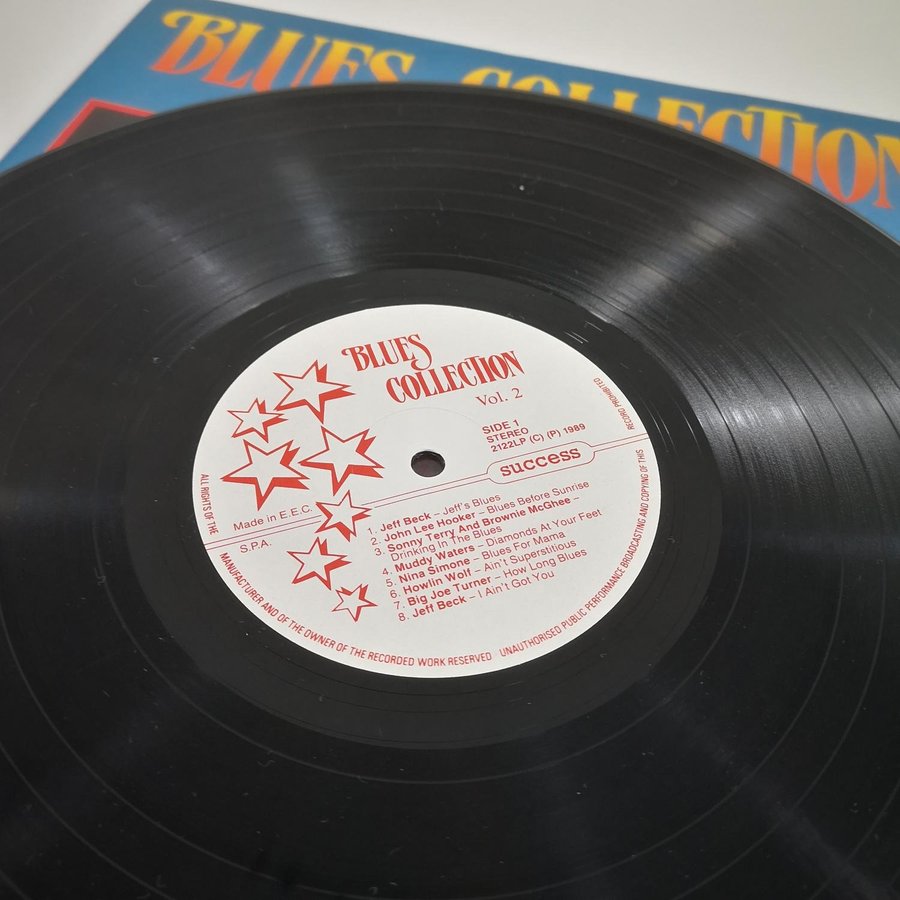 BLUES COLLECTION
BLUES
COLLECTION
Vol. 2
SIDE 1
STEREO
2122LP (C) (P) 1989
success
Made in E.E.C.
S.P.A.
1. Jeff Beck – Jeff's Blues
2. John Lee Hooker – Blues Before Sunrise
3. Sonny Terry And Brownie McGhee –
Drinking In The Blues
4. Muddy Waters – Diamonds At Your Feet
5. Nina Simone – Blues For Mama
6. Howlin Wolf – Ain't Superstitious
7. Big Joe Turner – How Long Blues
8. Jeff Beck – I Ain't Got You
ALL RIGHTS OF THE MANUFACTURER AND OF THE OWNER OF THE RECORDED WORK RESERVED UNAUTHORISED PUBLIC PERFORMANCE BROADCASTING AND COPYING OF THIS RECORD PROHIBITED